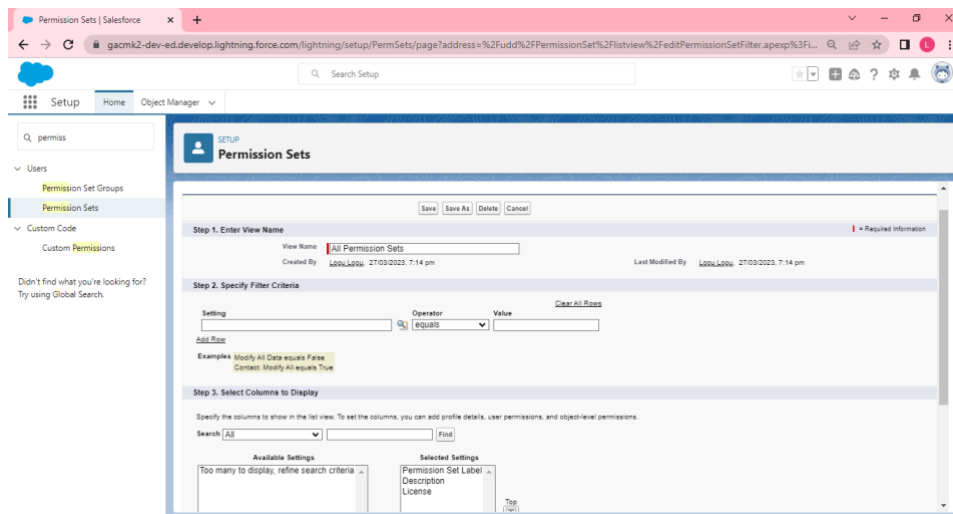 Permission Sets | Salesforce
gacmk2-dev-ed.develop.lightning.force.com/lightning/setup/PermSets/page?address=%2Fudd%2FPermissionSet%2Flistview%2FeditPermissionSetFilter.apexp%3Fi...
L
Search Setup
Setup Home Object Manager
permiss
SETUP
Permission Sets
Users
Permission Set Groups
Permission Sets
Custom Code
Custom Permissions
Didn't find what you're looking for?
Try using Global Search.
Save Save As Delete Cancel
Step 1. Enter View Name
= Required Information
View Name All Permission Sets
Created By Loou Loou, 27/03/2023, 7:14 pm Last Modified By Loou Loou, 27/03/2023, 7:14 pm
Step 2. Specify Filter Criteria
Clear All Rows
Setting Operator Value
equals
Add Row
Examples Modify All Data equals False
Contact: Modify All equals True
Step 3. Select Columns to Display
Specify the columns to show in the list view. To set the columns, you can add profile details, user permissions, and object-level permissions.
Search All Find
Available Settings Selected Settings
Too many to display, refine search criteria Permission Set Label
Description
License
Top